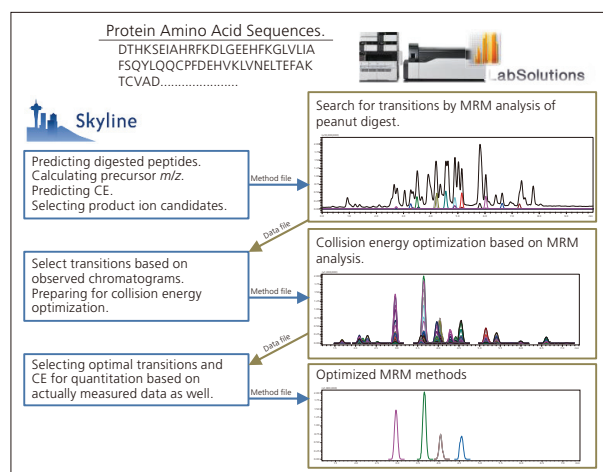 Protein Amino Acid Sequences.
DTHKSEIAHRFKDLGEEHFKGLVLIA
FSQYLQQCPFDEHVKLVNELTEFAK
TCVAD......................
LabSolutions
Skyline
Search for transitions by MRM analysis of
peanut digest.
Predicting digested peptides.
Calculating precursor m/z.
Predicting CE.
Selecting product ion candidates.
Method file
Data file
Collision energy optimization based on MRM
analysis.
Select transitions based on
observed chromatograms.
Preparing for collision energy
optimization.
Method file
Data file
Selecting optimal transitions and
CE for quantitation based on
actually measured data as well.
Method file
Optimized MRM methods